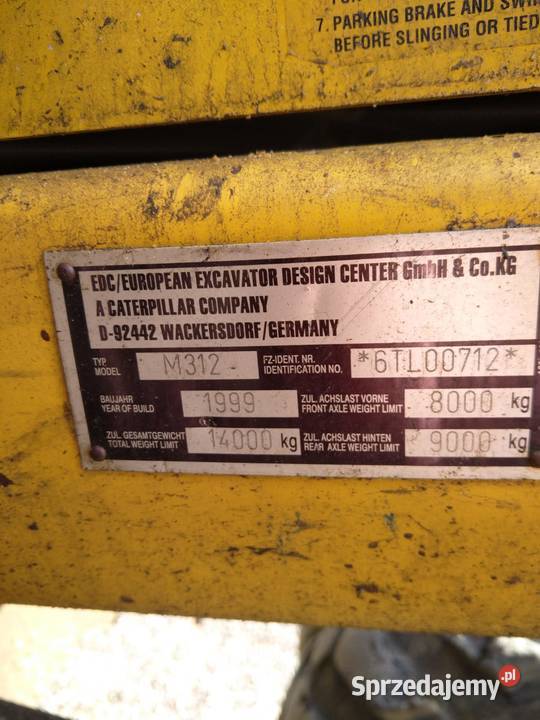 7. PARKING BRAKE AND
BEFORE SLINGING OR TIED
EDC/EUROPEAN EXCAVATOR DESIGN CENTER GmbH & Co.KG
A CATERPILLAR COMPANY
D-92442 WACKERSDORF/GERMANY
TYP
MODEL
M312
FZ-IDENT. NR.
IDENTIFICATION NO.
*6TL00712*
BAUJAHR
YEAR OF BUILD
1999
ZUL. ACHSLAST VORNE
FRONT AXLE WEIGHT LIMIT
8000 kg
ZUL. GESAMTGEWICHT
TOTAL WEIGHT LIMIT
14000 kg
ZUL. ACHSLAST HINTEN
REAR AXLE WEIGHT LIMIT
9000 kg
Sprzedajemy.pl